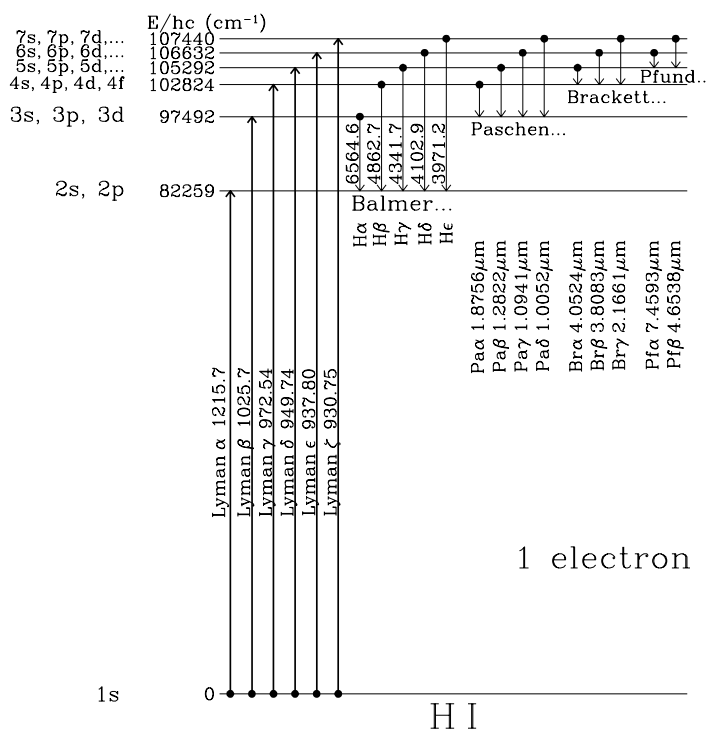 E/hc (cm⁻¹)
7s, 7p, 7d,... 107440
6s, 6p, 6d,... 106632
5s, 5p, 5d,... 105292
4s, 4p, 4d, 4f 102824
3s, 3p, 3d 97492
2s, 2p 82259
1s 0
Pfund...
Brackett...
Paschen...
Balmer...
6564.6
4862.7
4341.7
4102.9
3971.2
Hα
Hβ
Hγ
Hδ
Hϵ
Paα 1.8756μm
Paβ 1.2822μm
Paγ 1.0941μm
Paδ 1.0052μm
Brα 4.0524μm
Brβ 3.8083μm
Brγ 2.1661μm
Pfα 7.4593μm
Pfβ 4.6538μm
Lyman α 1215.7
Lyman β 1025.7
Lyman γ 972.54
Lyman δ 949.74
Lyman ϵ 937.80
Lyman ζ 930.75
1 electron
H I